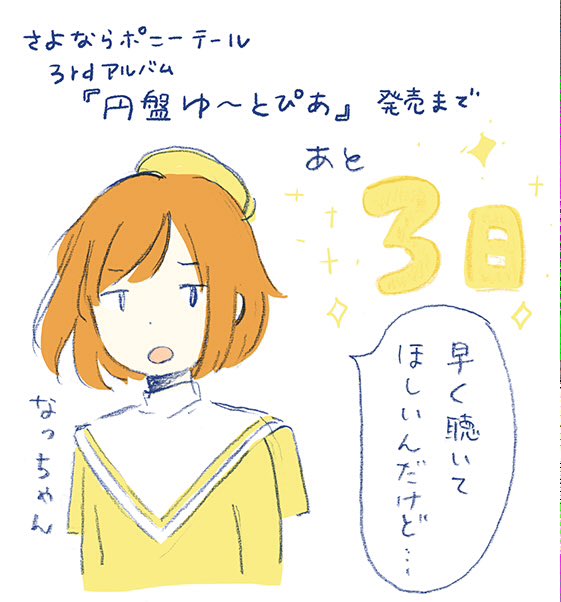 さよならポニーテール
3rdアルバム
『円盤ゆ～とぴあ』発売まで
あと
3日
早く聴いて
ほしいんだけど…
なっちゃん